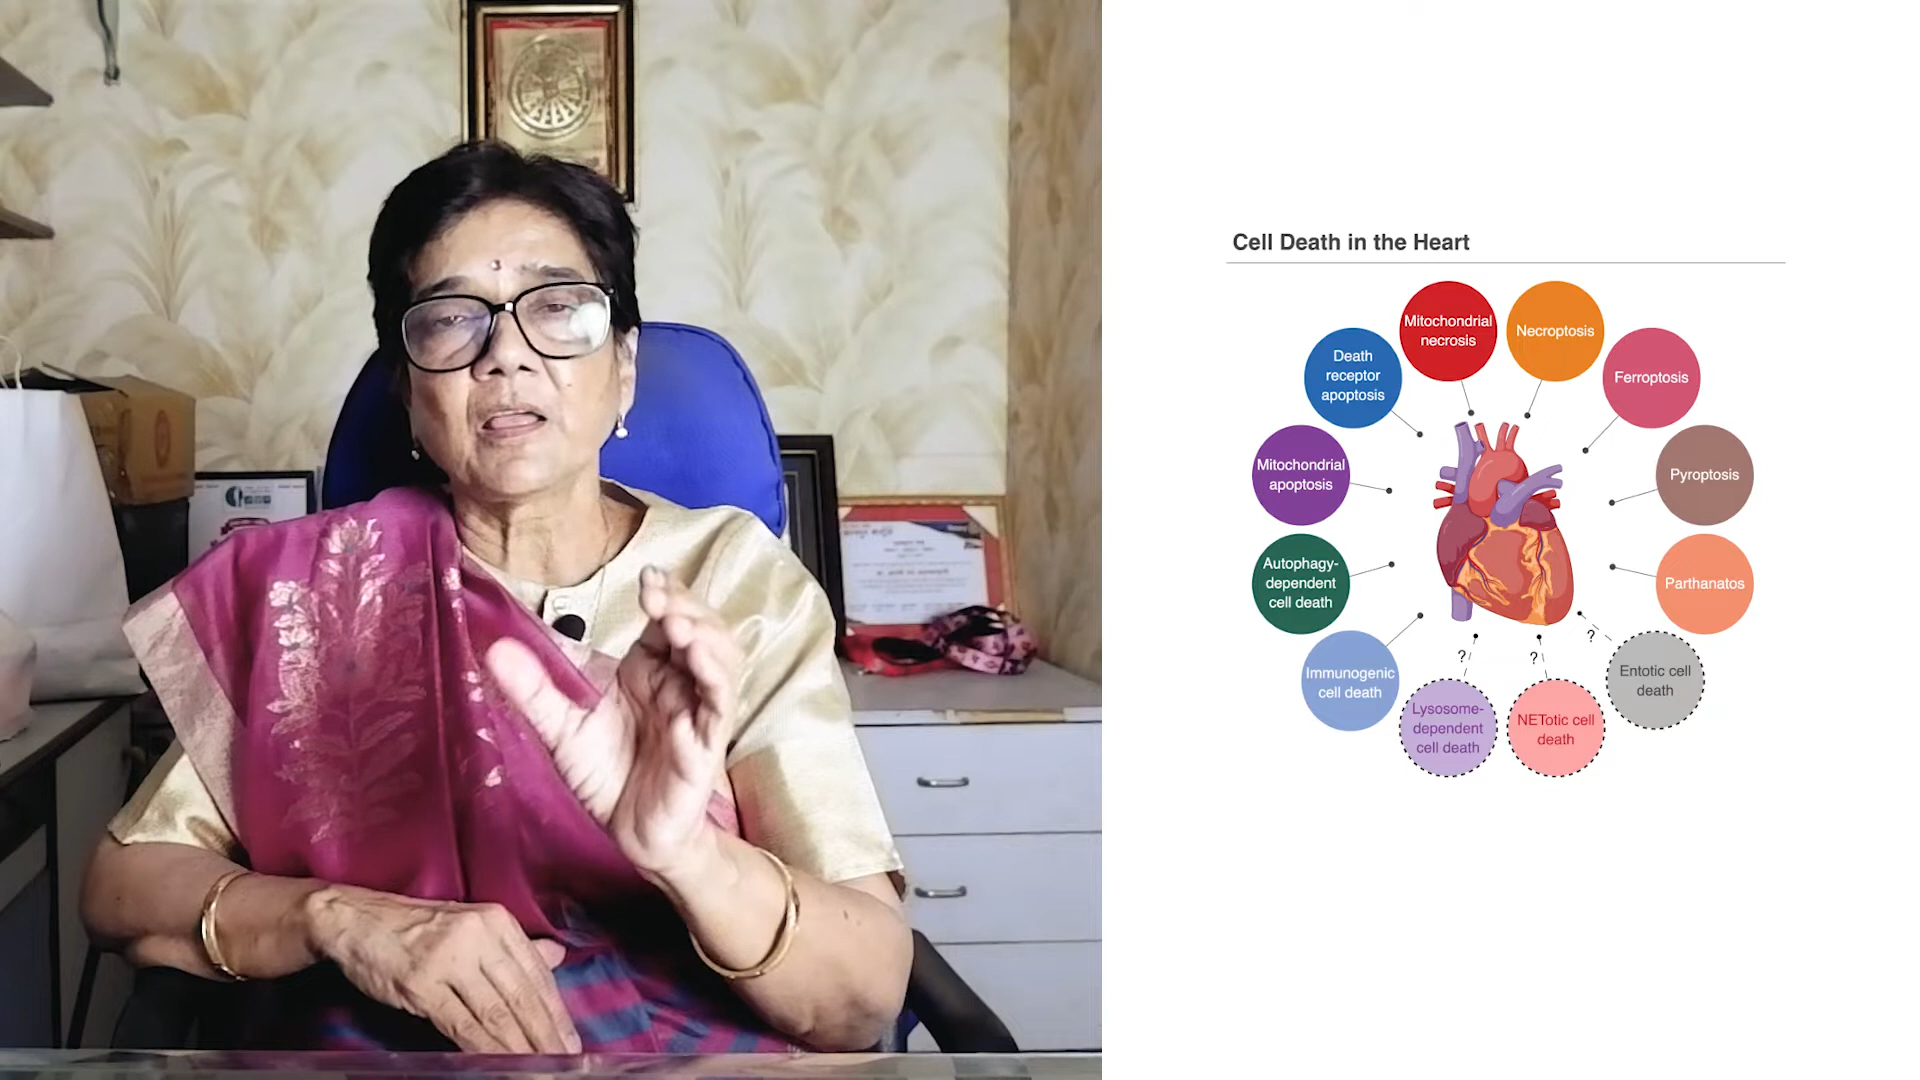 Cell Death in the Heart
Mitochondrial
necrosis
Necroptosis
Death
receptor
apoptosis
Ferroptosis
Mitochondrial
apoptosis
Pyroptosis
Autophagy-
dependent
cell death
Parthanatos
Immunogenic
cell death
?
?
?
Entotic cell
death
Lysosome-
dependent
cell death
NETotic cell
death